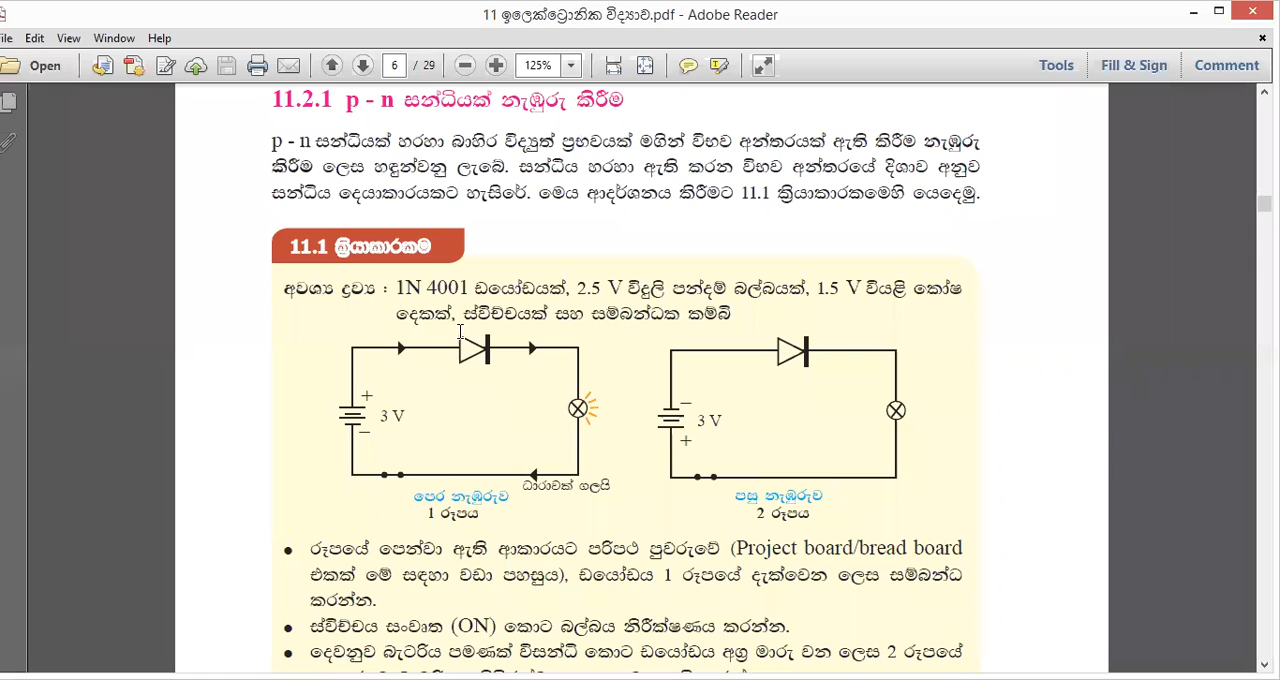 11 ඉලෙක්ට්‍රොනික විද්‍යාව.pdf - Adobe Reader
ile Edit View Window Help
Open 6 / 29 125% Tools Fill & Sign Comment
11.2.1 p - n සන්ධියක් නැඹුරු කිරීම
p - n සන්ධියක් හරහා බාහිර විද්‍යුත් ප්‍රභවයක් මගින් විභව අන්තරයක් ඇති කිරීම නැඹුරු
කිරීම ලෙස හඳුන්වනු ලැබේ. සන්ධිය හරහා ඇති කරන විභව අන්තරයේ දිශාව අනුව
සන්ධිය දෙයාකාරයකට හැසිරේ. මෙය ආදර්ශනය කිරීමට 11.1 ක්‍රියාකාරකමෙහි යෙදෙමු.
11.1 ක්‍රියාකාරකම
අවශ්‍ය ද්‍රව්‍ය : 1N 4001 ඩයෝඩයක්, 2.5 V විදුලි පන්දම් බල්බයක්, 1.5 V වියළි කෝෂ
දෙකක්, ස්විච්චයක් සහ සම්බන්ධක කම්බි
+
3 V
−
−
3 V
+
ධාරාවක් ගලයි
පෙර නැඹුරුව
1 රූපය
පසු නැඹුරුව
2 රූපය
● රූපයේ පෙන්වා ඇති ආකාරයට පරිපථ පුවරුවේ (Project board/bread board
එකක් මේ සඳහා වඩා පහසුය), ඩයෝඩය 1 රූපයේ දැක්වෙන ලෙස සම්බන්ධ
කරන්න.
● ස්විච්චය සංවෘත (ON) කොට බල්බය නිරීක්ෂණය කරන්න.
● දෙවනුව බැටරිය පමණක් විසන්ධි කොට ඩයෝඩය අග්‍ර මාරු වන ලෙස 2 රූපයේ